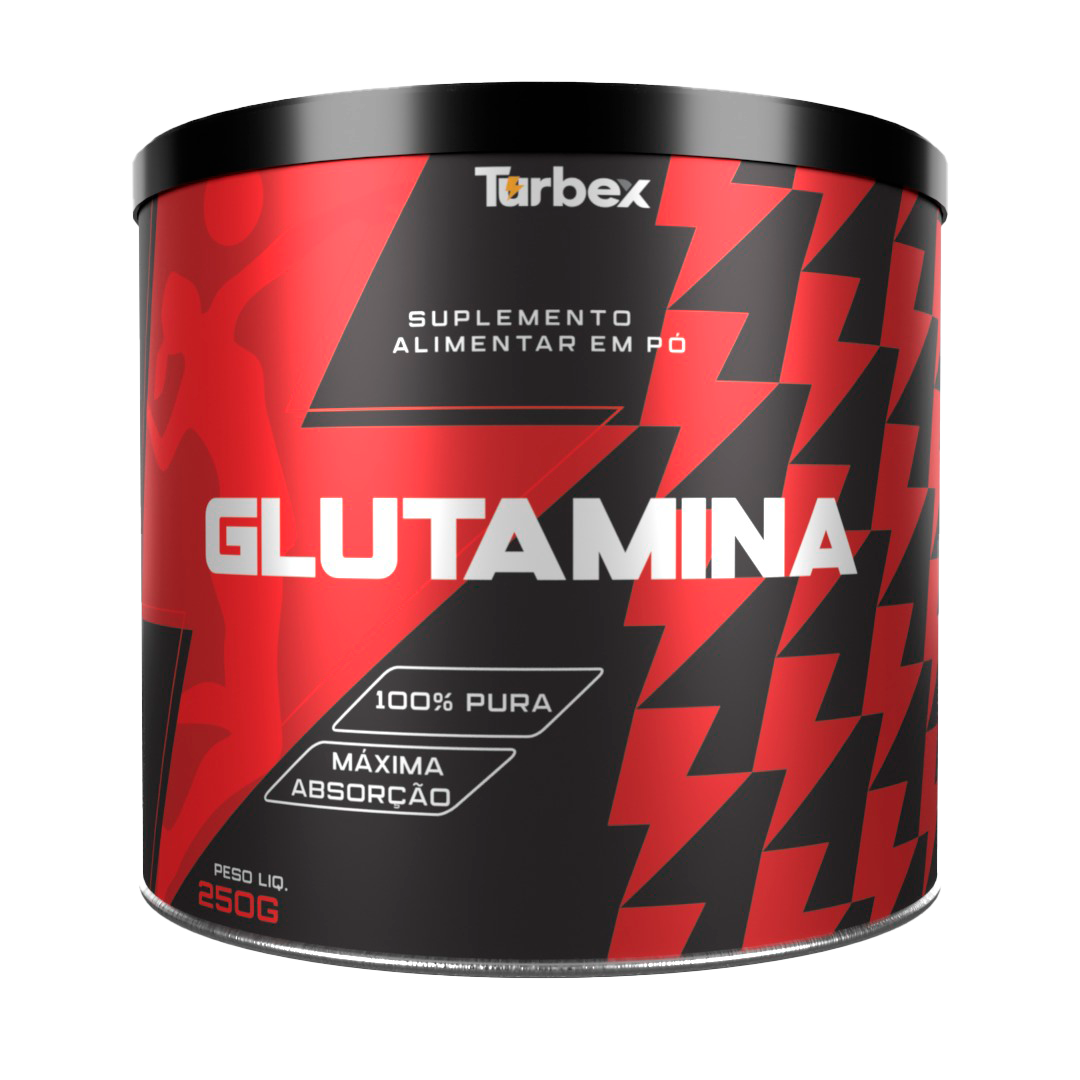 Turbex
SUPLEMENTO
ALIMENTAR EM PÓ
GLUTAMINA
100% PURA
MÁXIMA
ABSORÇÃO
PESO LIQ.
250G